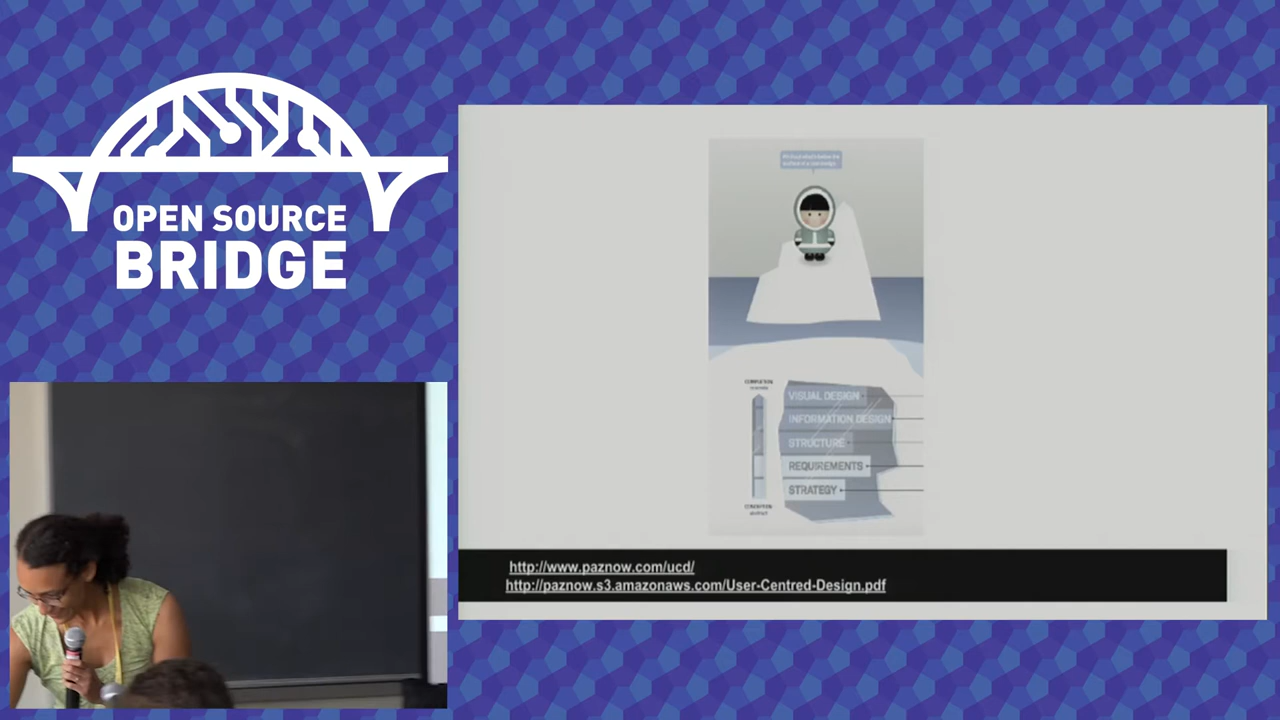 OPEN SOURCE
BRIDGE
VISUAL DESIGN
INFORMATION DESIGN
STRUCTURE
REQUIREMENTS
STRATEGY
http://www.paznow.com/ucd/
http://paznow.s3.amazonaws.com/User-Centred-Design.pdf